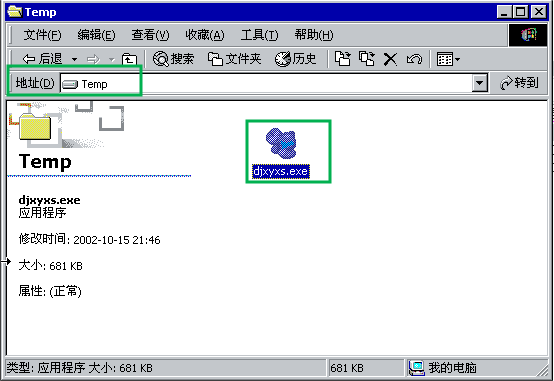 Temp
文件(F) 编辑(E) 查看(V) 收藏(A) 工具(T) 帮助(H)
后退 搜索 文件夹 历史
地址(D) Temp 转到
Temp
djxyxs.exe
djxyxs.exe
应用程序
修改时间: 2002-10-15 21:46
大小: 681 KB
属性: (正常)
类型: 应用程序 大小: 681 KB 681 KB 我的电脑